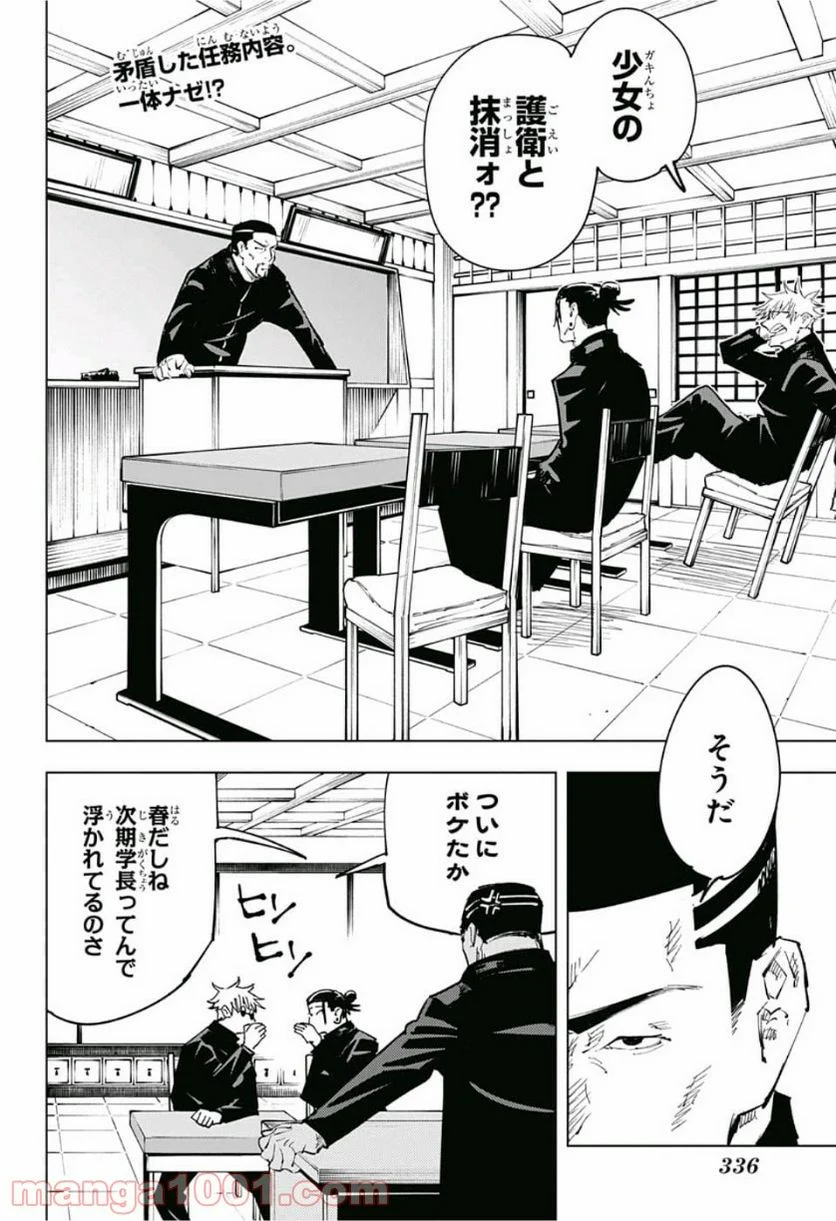 少女の
護衛と
抹消ォ??
矛盾した任務内容。
一体ナゼ!?
そうだ
ついに
ボケたか
春だしね
次期学長ってんで
浮かれてるのさ
ヒソ
ヒソ
336
manga1001.com